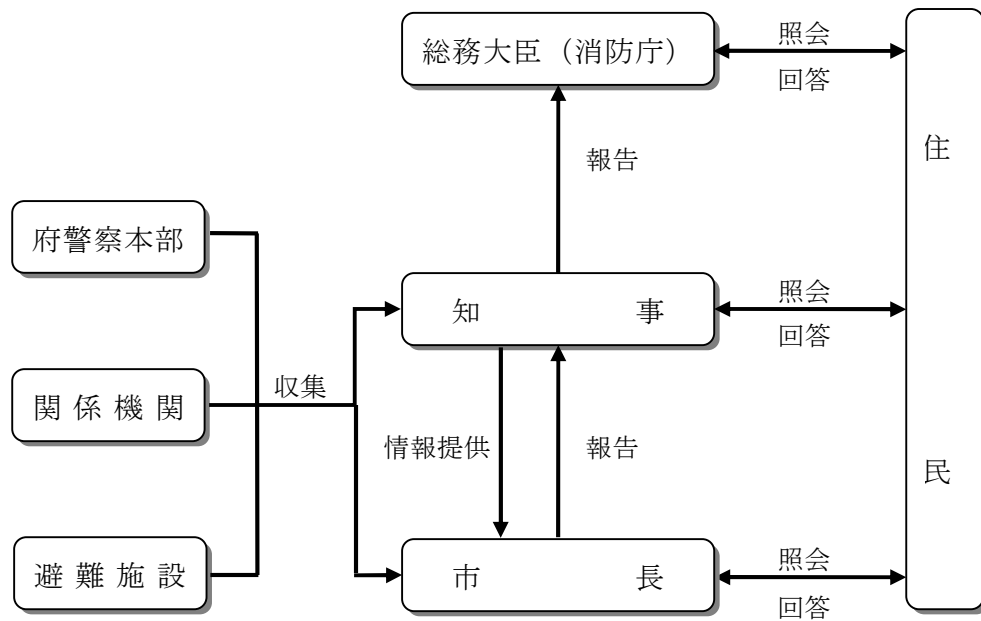 総務大臣（消防庁）
照会
回答
住民
報告
府警察本部
知事
照会
回答
関係機関
収集
情報提供
報告
避難施設
市長
照会
回答